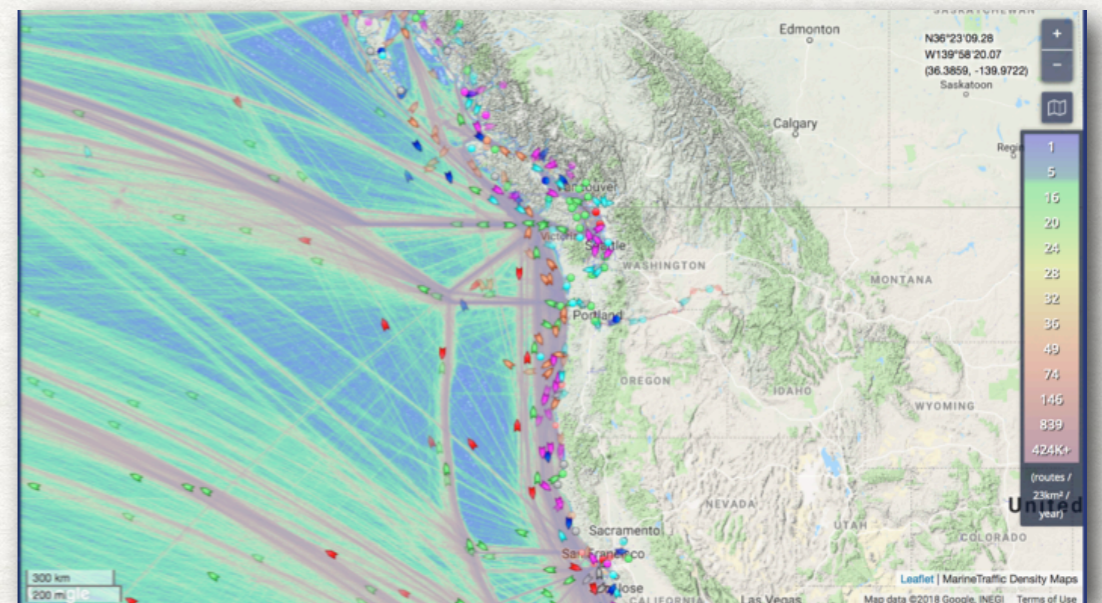 SASKATCHEWAN
Edmonton
N36°23'09.28
W139°58'20.07
(36.3859, -139.9722)
+
−
Saskatoon
Calgary
1
5
16
20
24
28
32
36
49
74
146
839
424K+
(routes /
23km² /
year)
WASHINGTON
MONTANA
Portland
OREGON
IDAHO
WYOMING
NEVADA
UTAH
United
COLORADO
Sacramento
San Francisco
300 km
200 mi
CALIFORNIA
Las Vegas
Leaflet | MarineTraffic Density Maps
Map data ©2018 Google, INEGI Terms of Use